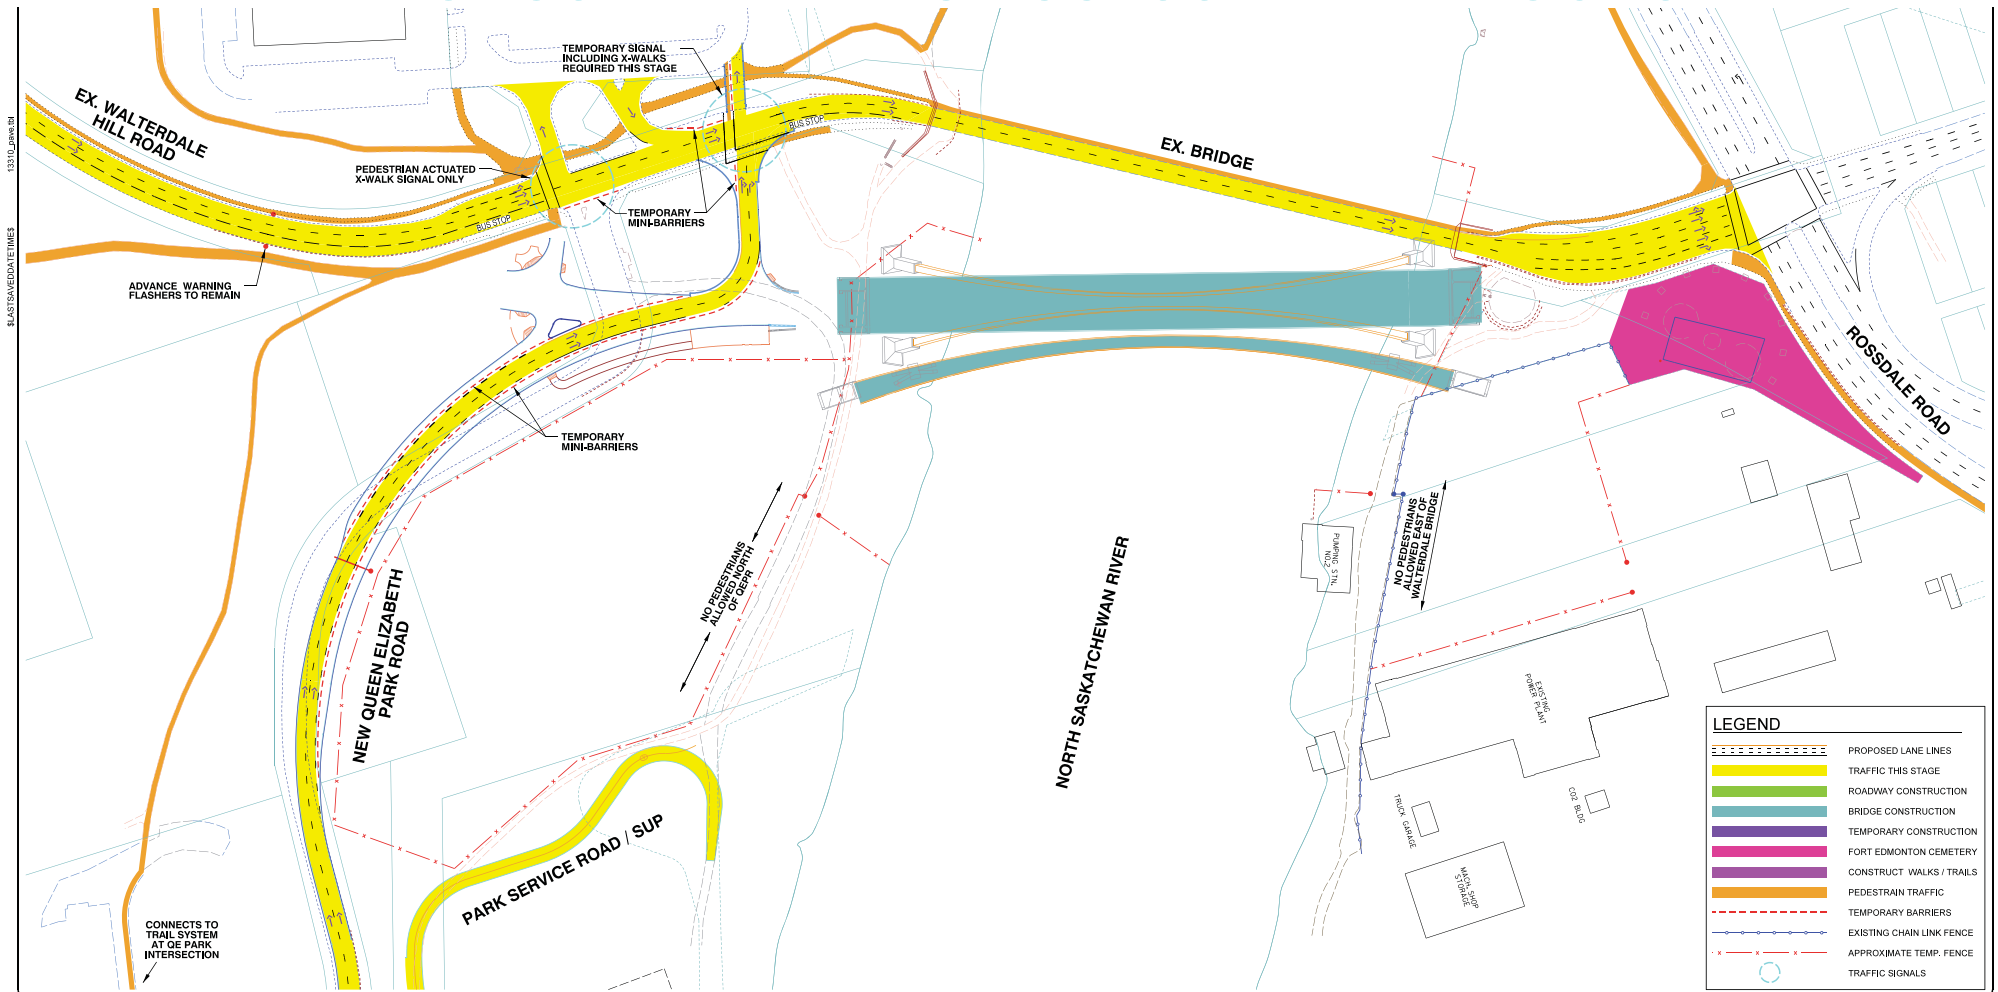 13310_pave.tbl
$LASTSAVEDDATETIME$
EX. WALTERDALE
HILL ROAD
TEMPORARY SIGNAL
INCLUDING X-WALKS
REQUIRED THIS STAGE
PEDESTRIAN ACTUATED
X-WALK SIGNAL ONLY
BUS STOP
BUS STOP
TEMPORARY
MINI-BARRIERS
ADVANCE WARNING
FLASHERS TO REMAIN
EX. BRIDGE
ROSSDALE ROAD
TEMPORARY
MINI-BARRIERS
NO PEDESTRIANS
ALLOWED NORTH
OF QEPR
NO PEDESTRIANS
ALLOWED EAST OF
WALTERDALE BRIDGE
PUMPING STN.
NO.2
NEW QUEEN ELIZABETH
PARK ROAD
NORTH SASKATCHEWAN RIVER
EXISTING
POWER PLANT
PARK SERVICE ROAD / SUP
TRUCK GARAGE
CO2 BLDG
MACH. SHOP
STORAGE
CONNECTS TO
TRAIL SYSTEM
AT QE PARK
INTERSECTION
LEGEND
PROPOSED LANE LINES
TRAFFIC THIS STAGE
ROADWAY CONSTRUCTION
BRIDGE CONSTRUCTION
TEMPORARY CONSTRUCTION
FORT EDMONTON CEMETERY
CONSTRUCT WALKS / TRAILS
PEDESTRAIN TRAFFIC
TEMPORARY BARRIERS
EXISTING CHAIN LINK FENCE
APPROXIMATE TEMP. FENCE
TRAFFIC SIGNALS